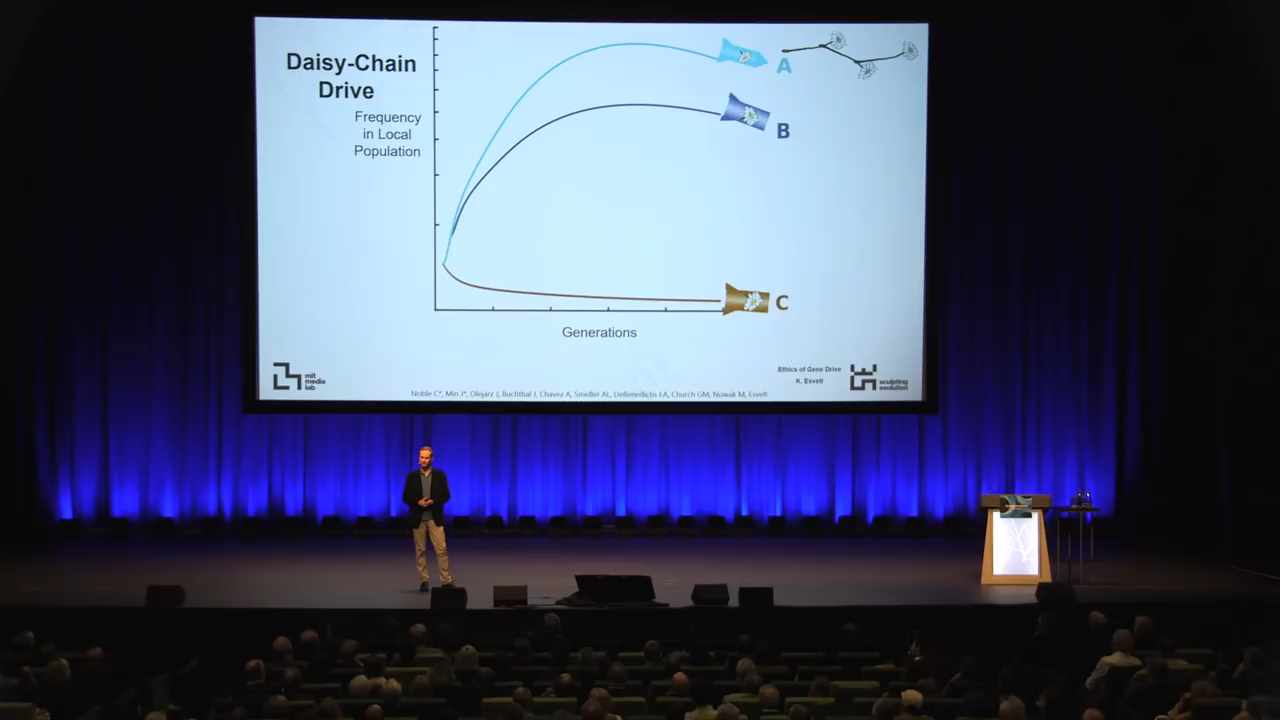 Daisy-Chain
Drive
Frequency
in Local
Population
A
B
C
Generations
mit
media
lab
Ethics of Gene Drive
K. Esvelt
sculpting
evolution
Noble C*, Min J*, Olejarz J, Buchthal J, Chavez A, Smidler AL, DeBenedictis EA, Church GM, Nowak M, Esvelt